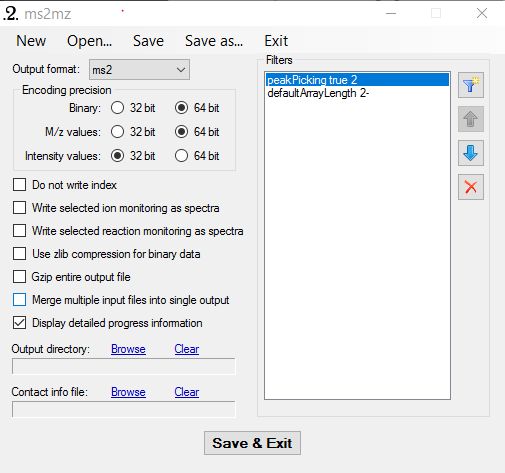 .2. ms2mz
New Open... Save Save as... Exit
Output format: ms2
Encoding precision
Binary: 32 bit 64 bit
M/z values: 32 bit 64 bit
Intensity values: 32 bit 64 bit
Do not write index
Write selected ion monitoring as spectra
Write selected reaction monitoring as spectra
Use zlib compression for binary data
Gzip entire output file
Merge multiple input files into single output
Display detailed progress information
Output directory: Browse Clear
Contact info file: Browse Clear
Filters
peakPicking true 2
defaultArrayLength 2-
Save & Exit